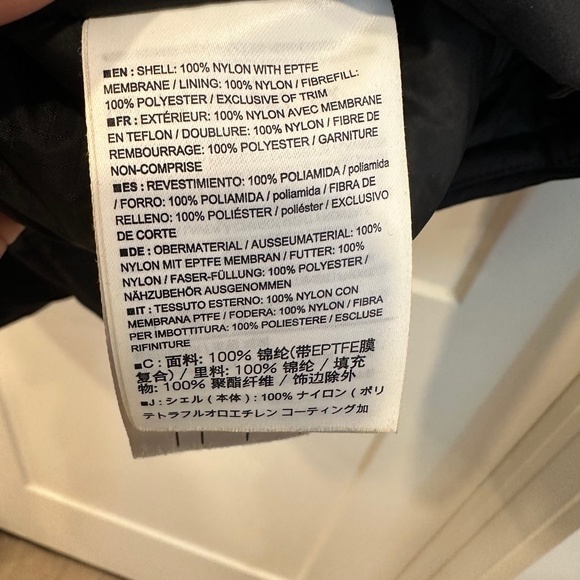 ■EN : SHELL: 100% NYLON WITH EPTFE
MEMBRANE / LINING: 100% NYLON / FIBREFILL:
100% POLYESTER / EXCLUSIVE OF TRIM
■FR : EXTÉRIEUR: 100% NYLON AVEC MEMBRANE
EN TEFLON / DOUBLURE: 100% NYLON / FIBRE DE
REMBOURRAGE: 100% POLYESTER / GARNITURE
NON-COMPRISE
■ES : REVESTIMIENTO: 100% POLIAMIDA / poliamida
/ FORRO: 100% POLIAMIDA / poliamida / FIBRA DE
RELLENO: 100% POLIÉSTER / poliéster / EXCLUSIVO
DE CORTE
■DE : OBERMATERIAL / AUSSEUMATERIAL: 100%
NYLON MIT EPTFE MEMBRAN / FUTTER: 100%
NYLON / FASER-FÜLLUNG: 100% POLYESTER /
NÄHZUBEHÖR AUSGENOMMEN
■IT : TESSUTO ESTERNO: 100% NYLON CON
MEMBRANA PTFE / FODERA: 100% NYLON / FIBRA
PER IMBOTTITURA: 100% POLIESTERE / ESCLUSE
RIFINITURE
■C : 面料: 100% 锦纶(带EPTFE膜
复合) / 里料: 100% 锦纶 / 填充
物: 100% 聚酯纤维 / 饰边除外
■J : シェル ( 本体 ) : 100% ナイロン ( ポリ
テトラフルオロエチレン コーティング加